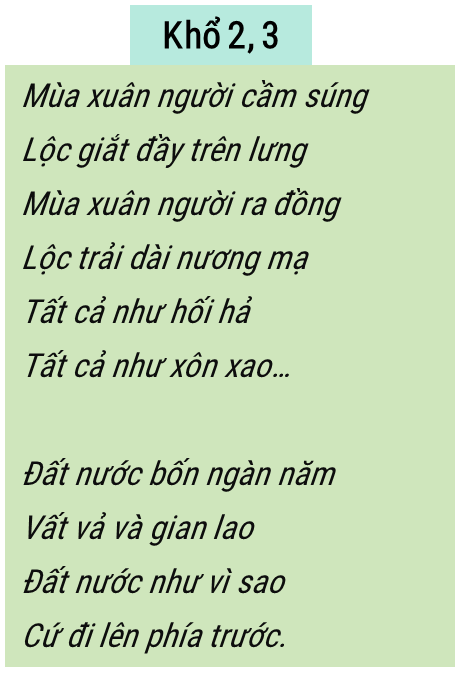 Khổ 2, 3
Mùa xuân người cầm súng
Lộc giắt đầy trên lưng
Mùa xuân người ra đồng
Lộc trải dài nương mạ
Tất cả như hối hả
Tất cả như xôn xao...
Đất nước bốn ngàn năm
Vất vả và gian lao
Đất nước như vì sao
Cứ đi lên phía trước.